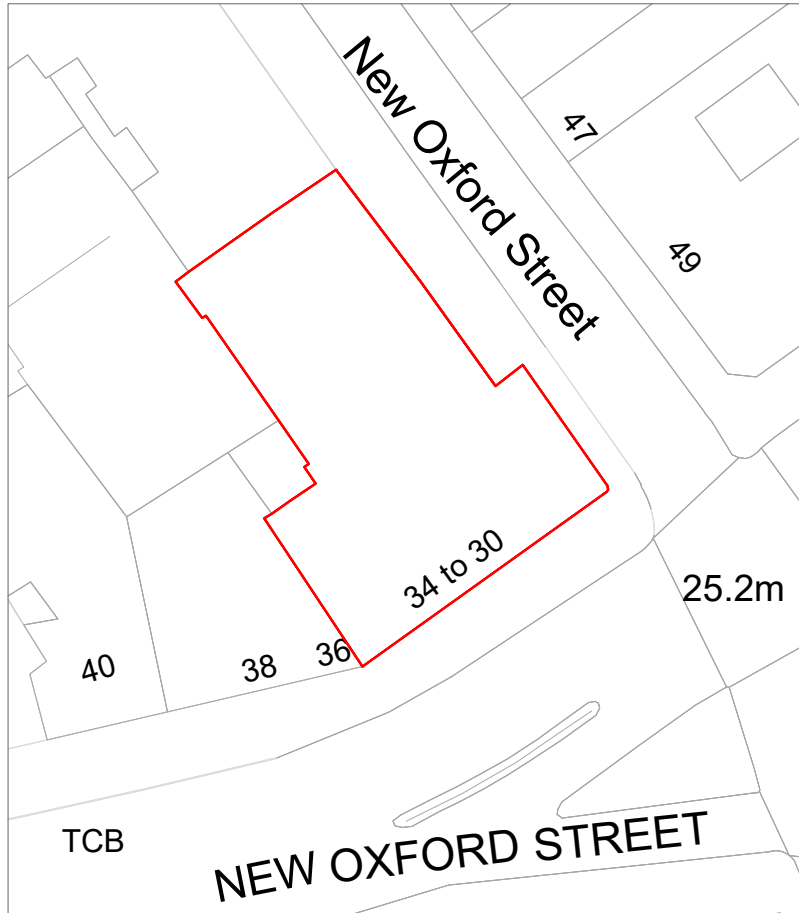 New Oxford Street
47
49
34 to 30
25.2m
36
38
40
TCB
NEW OXFORD STREET